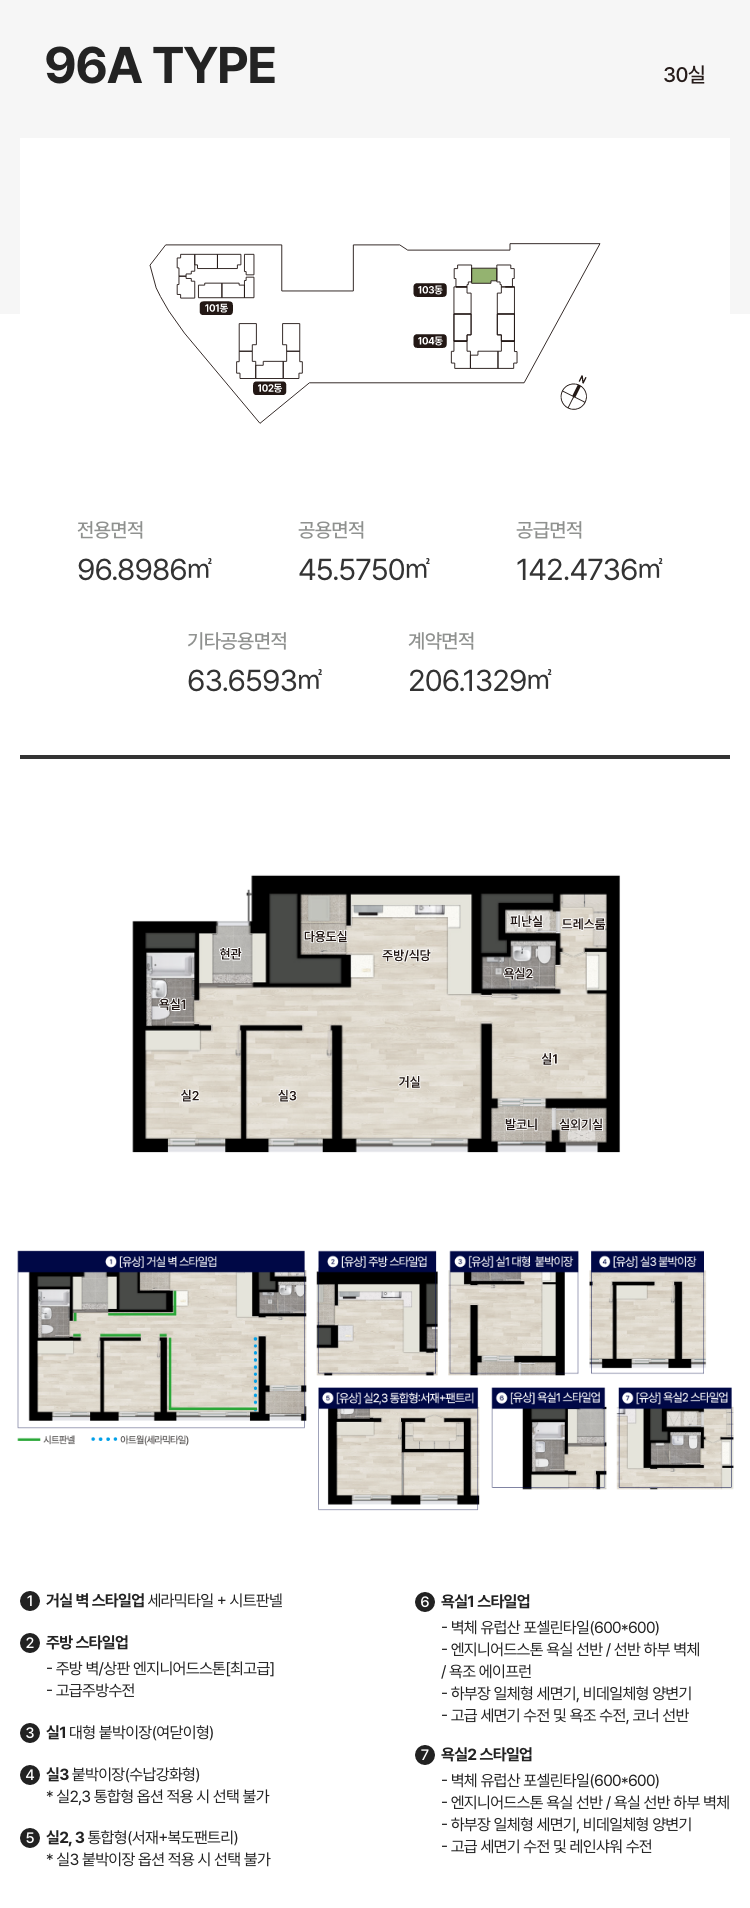 96A TYPE
30실
101동
102동
103동
104동
N
전용면적
96.8986㎡
공용면적
45.5750㎡
공급면적
142.4736㎡
기타공용면적
63.6593㎡
계약면적
206.1329㎡
현관
다용도실
주방/식당
피난실
드레스룸
욕실1
욕실2
실2
실3
거실
실1
발코니
실외기실
1 [유상] 거실 벽 스타일업
2 [유상] 주방 스타일업
3 [유상] 실1 대형 붙박이장
4 [유상] 실3 붙박이장
시트판넬
아트월(세라믹타일)
5 [유상] 실2,3 통합형:서재+팬트리
6 [유상] 욕실1 스타일업
7 [유상] 욕실2 스타일업
1 거실 벽 스타일업 세라믹타일 + 시트판넬
2 주방 스타일업
- 주방 벽/상판 엔지니어드스톤[최고급]
- 고급주방수전
3 실1 대형 붙박이장(여닫이형)
4 실3 붙박이장(수납강화형)
* 실2,3 통합형 옵션 적용 시 선택 불가
5 실2, 3 통합형(서재+복도팬트리)
* 실3 붙박이장 옵션 적용 시 선택 불가
6 욕실1 스타일업
- 벽체 유럽산 포셀린타일(600*600)
- 엔지니어드스톤 욕실 선반 / 선반 하부 벽체
/ 욕조 에이프런
- 하부장 일체형 세면기, 비데일체형 양변기
- 고급 세면기 수전 및 욕조 수전, 코너 선반
7 욕실2 스타일업
- 벽체 유럽산 포셀린타일(600*600)
- 엔지니어드스톤 욕실 선반 / 욕실 선반 하부 벽체
- 하부장 일체형 세면기, 비데일체형 양변기
- 고급 세면기 수전 및 레인샤워 수전